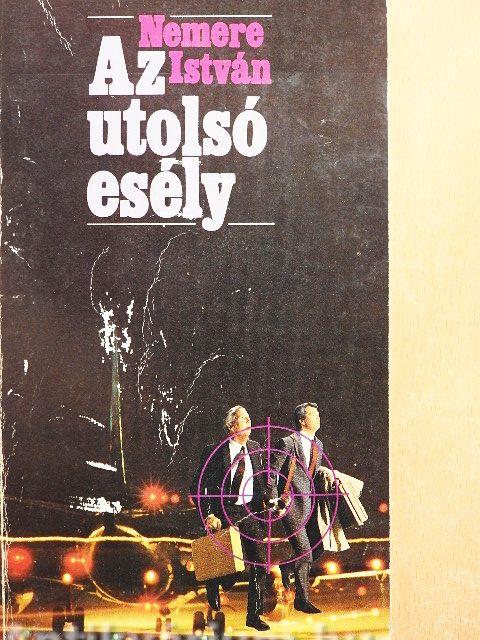 Nemere
István
Az
utolsó
esély